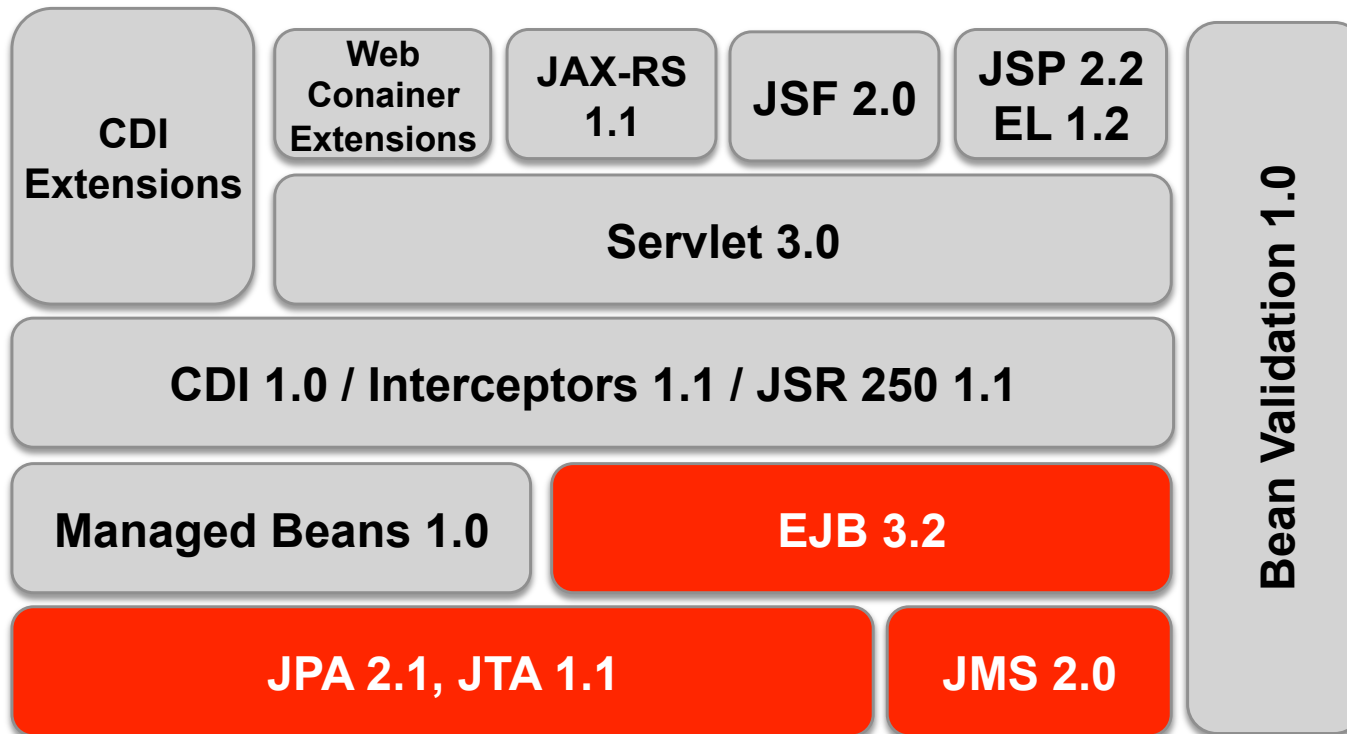 CDI
Extensions
Web
Conainer
Extensions
JAX-RS
1.1
JSF 2.0
JSP 2.2
EL 1.2
Servlet 3.0
CDI 1.0 / Interceptors 1.1 / JSR 250 1.1
Managed Beans 1.0
EJB 3.2
JPA 2.1, JTA 1.1
JMS 2.0
Bean Validation 1.0